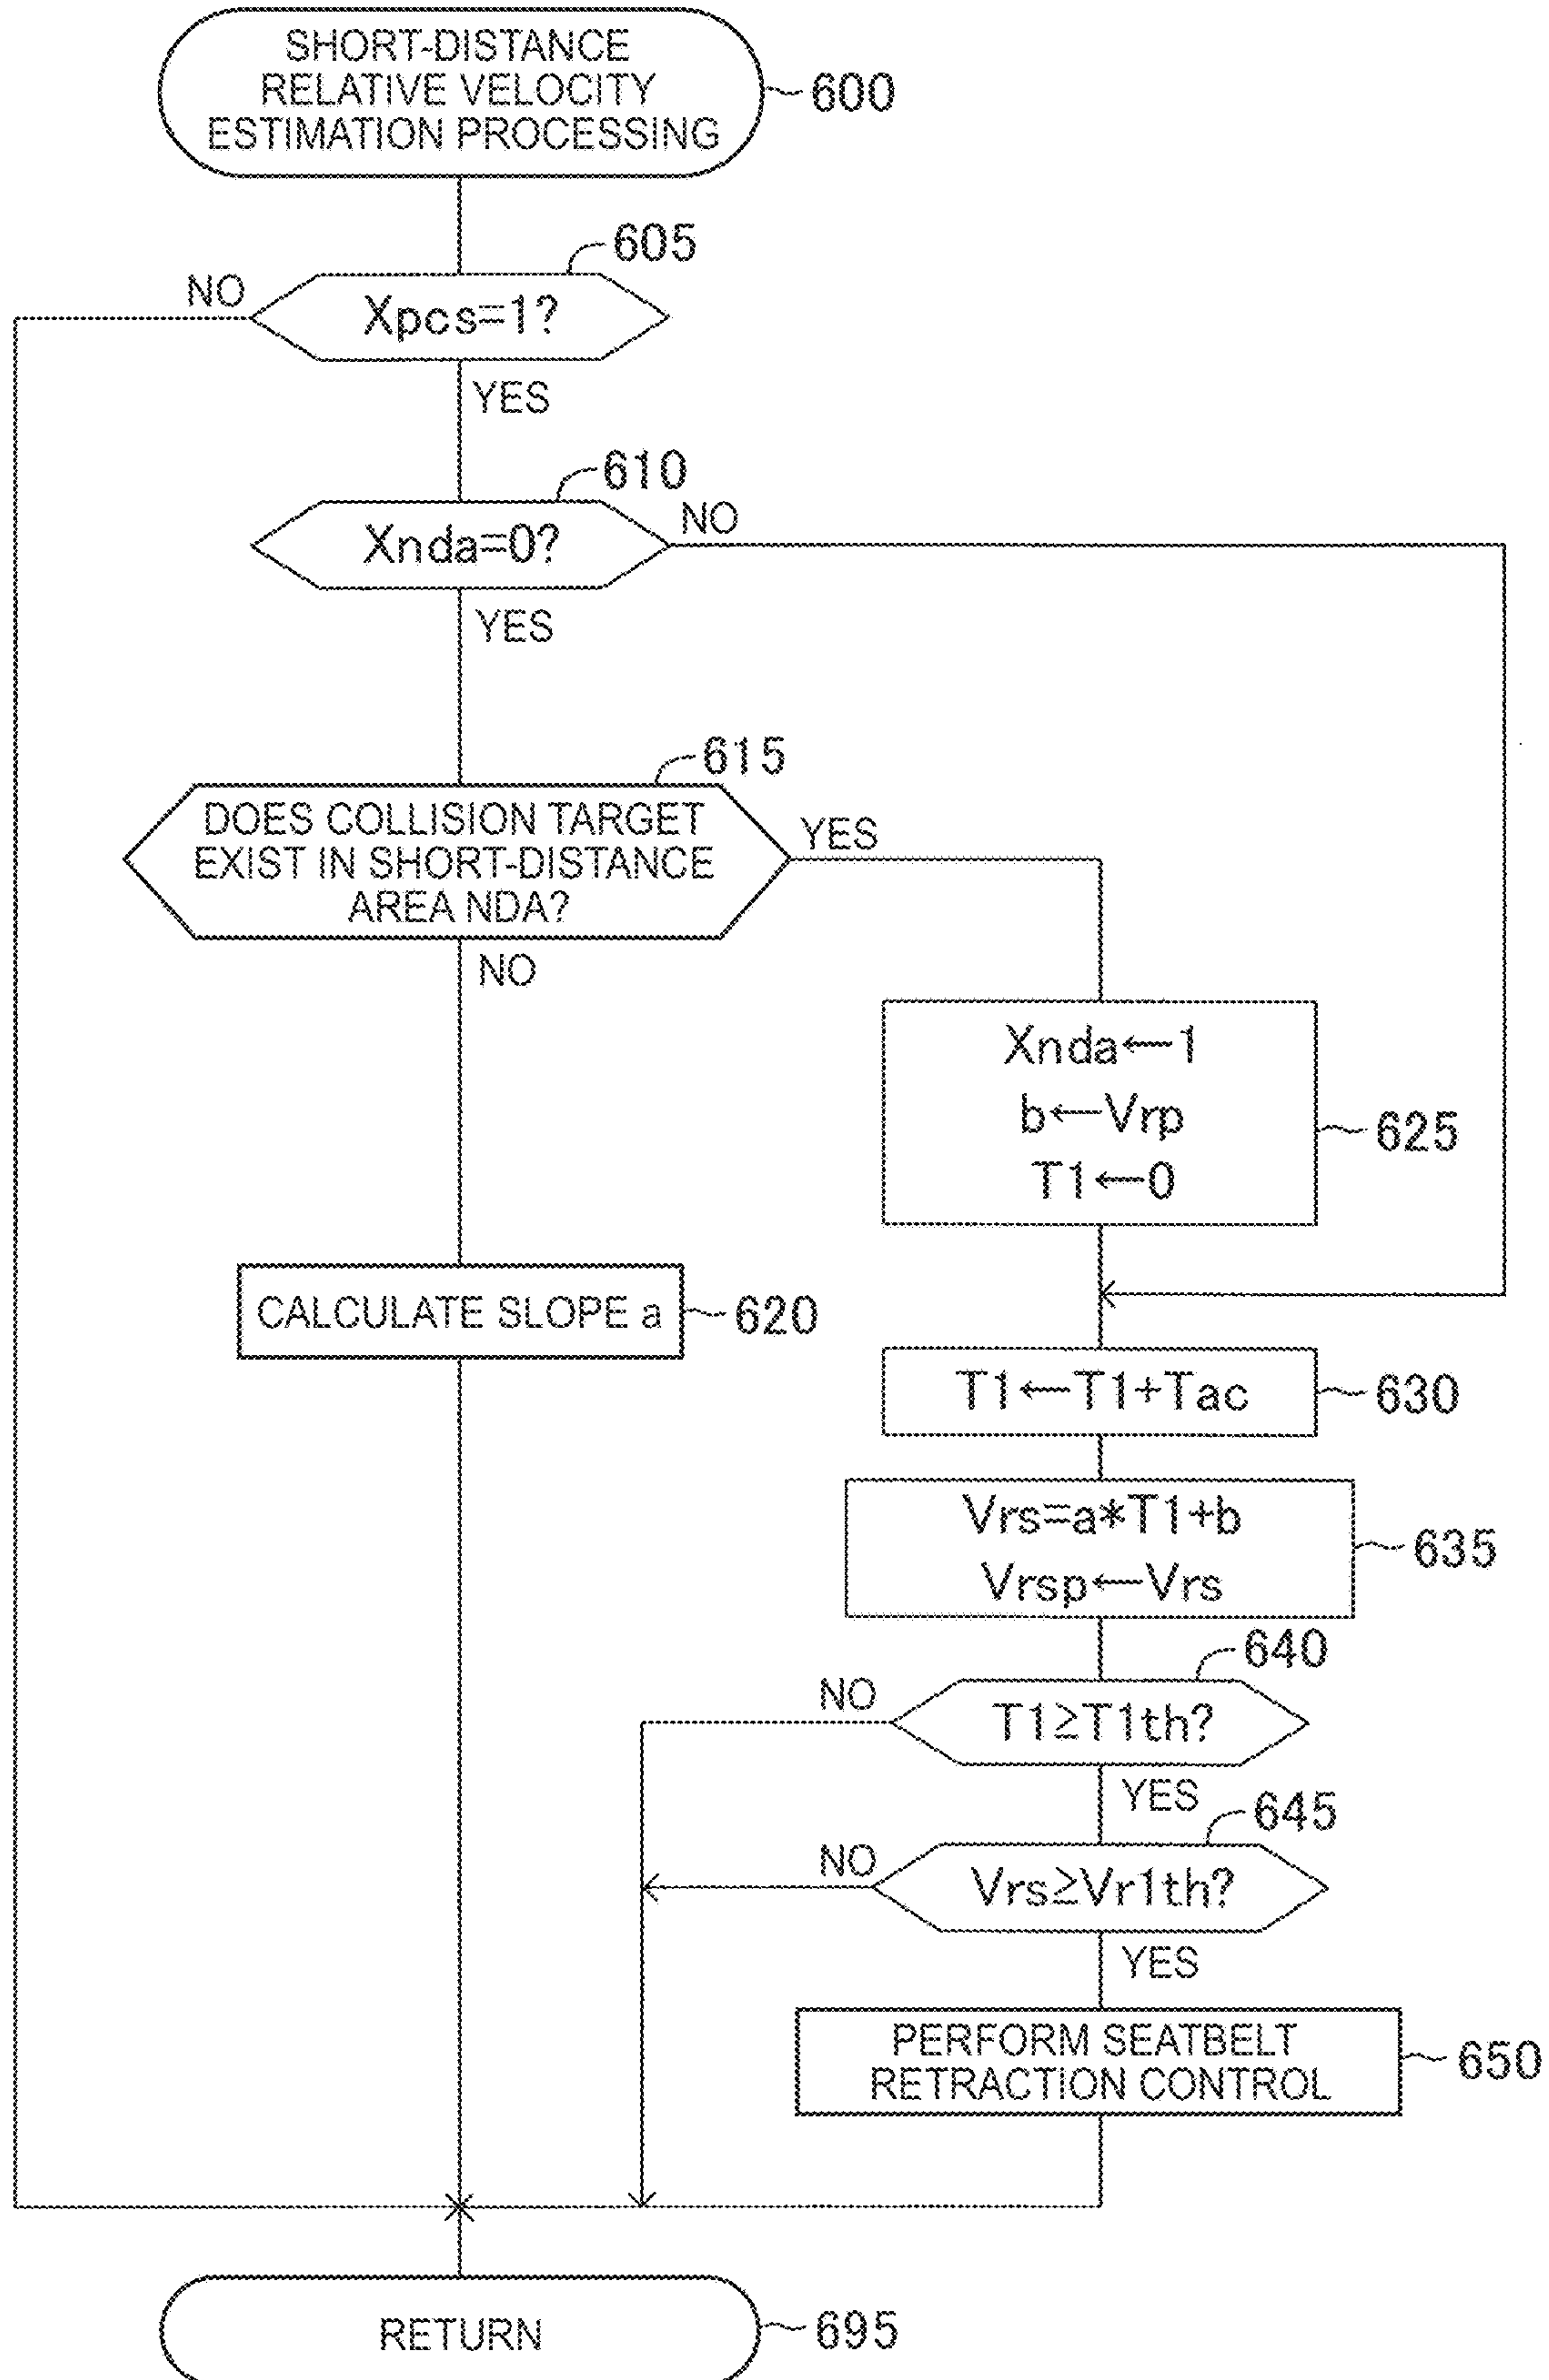 SHORT-DISTANCE
RELATIVE VELOCITY
ESTIMATION PROCESSING
600
605
NO
Xpcs=1?
YES
610
NO
Xnda=0?
YES
615
DOES COLLISION TARGET
EXIST IN SHORT-DISTANCE
AREA NDA?
YES
NO
Xnda←1
b←Vrp
T1←0
625
CALCULATE SLOPE a
620
T1←T1+Tac
630
Vrs=a*T1+b
Vrsp←Vrs
635
640
NO
T1≥T1th?
YES
645
NO
Vrs≥Vr1th?
YES
PERFORM SEATBELT
RETRACTION CONTROL
650
RETURN
695